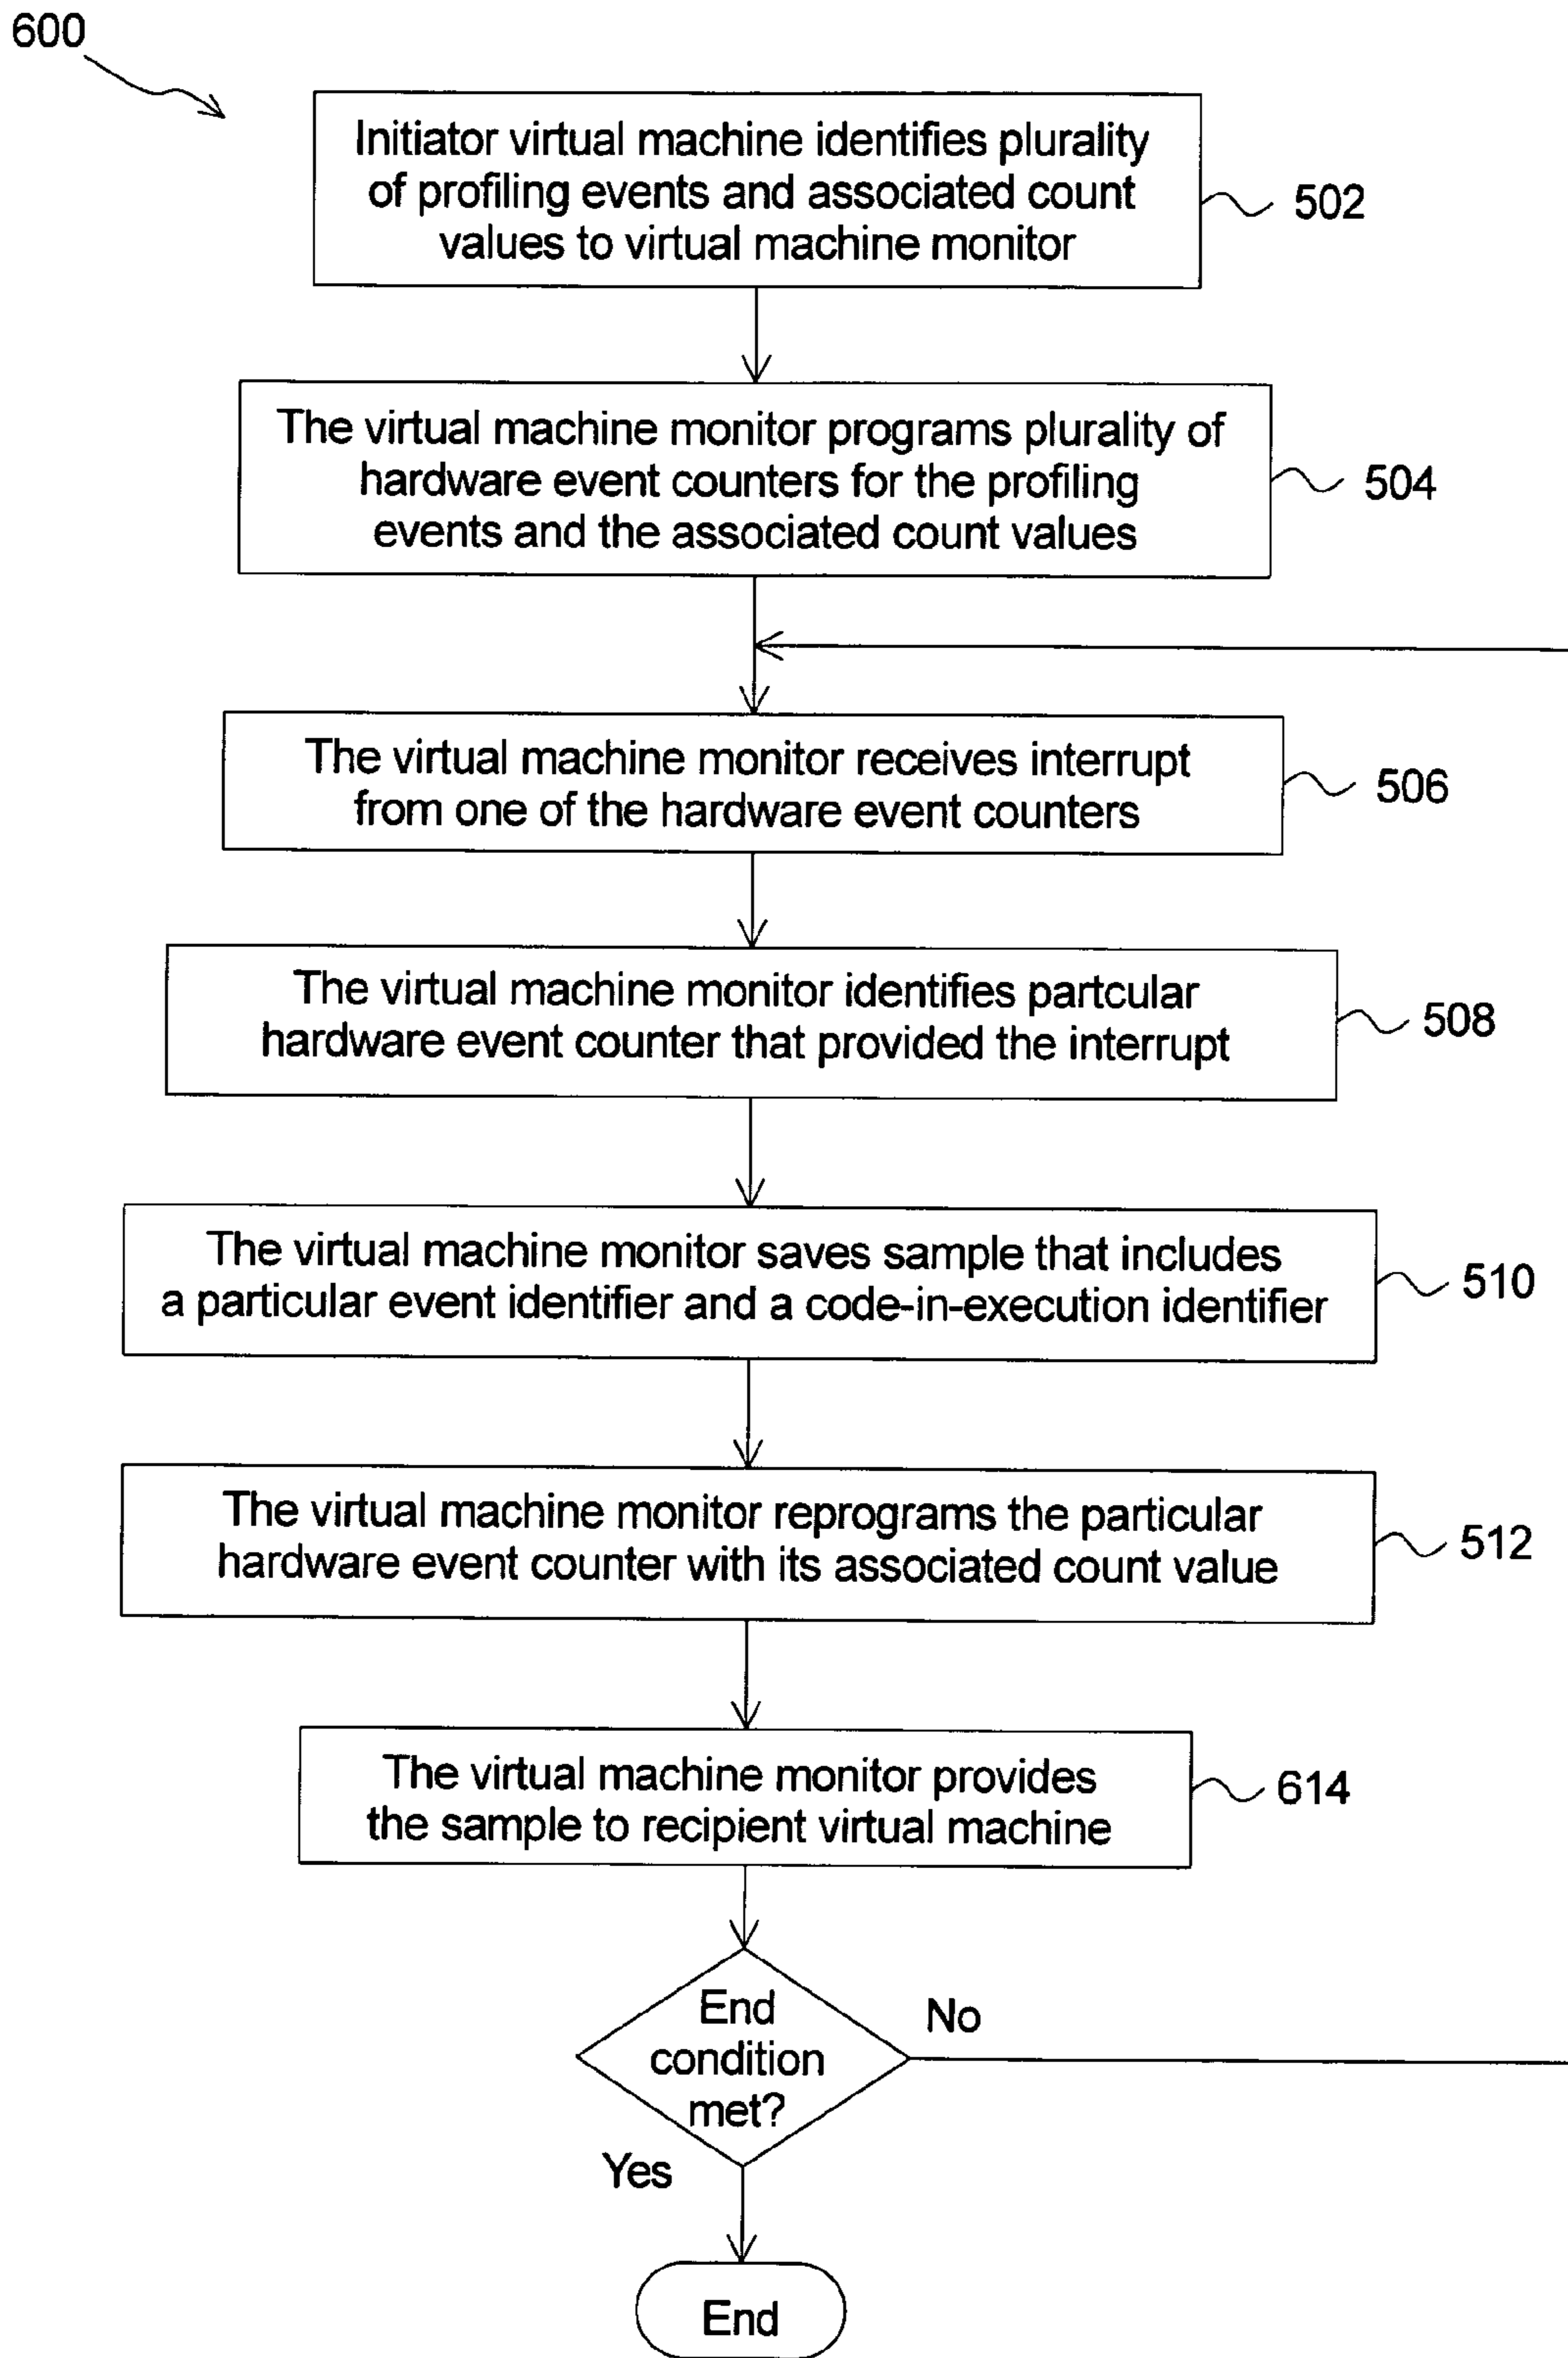 600
Initiator virtual machine identifies plurality
of profiling events and associated count
values to virtual machine monitor
502
The virtual machine monitor programs plurality of
hardware event counters for the profiling
events and the associated count values
504
The virtual machine monitor receives interrupt
from one of the hardware event counters
506
The virtual machine monitor identifies partcular
hardware event counter that provided the interrupt
508
The virtual machine monitor saves sample that includes
a particular event identifier and a code-in-execution identifier
510
The virtual machine monitor reprograms the particular
hardware event counter with its associated count value
512
The virtual machine monitor provides
the sample to recipient virtual machine
614
End
condition
met?
No
Yes
End